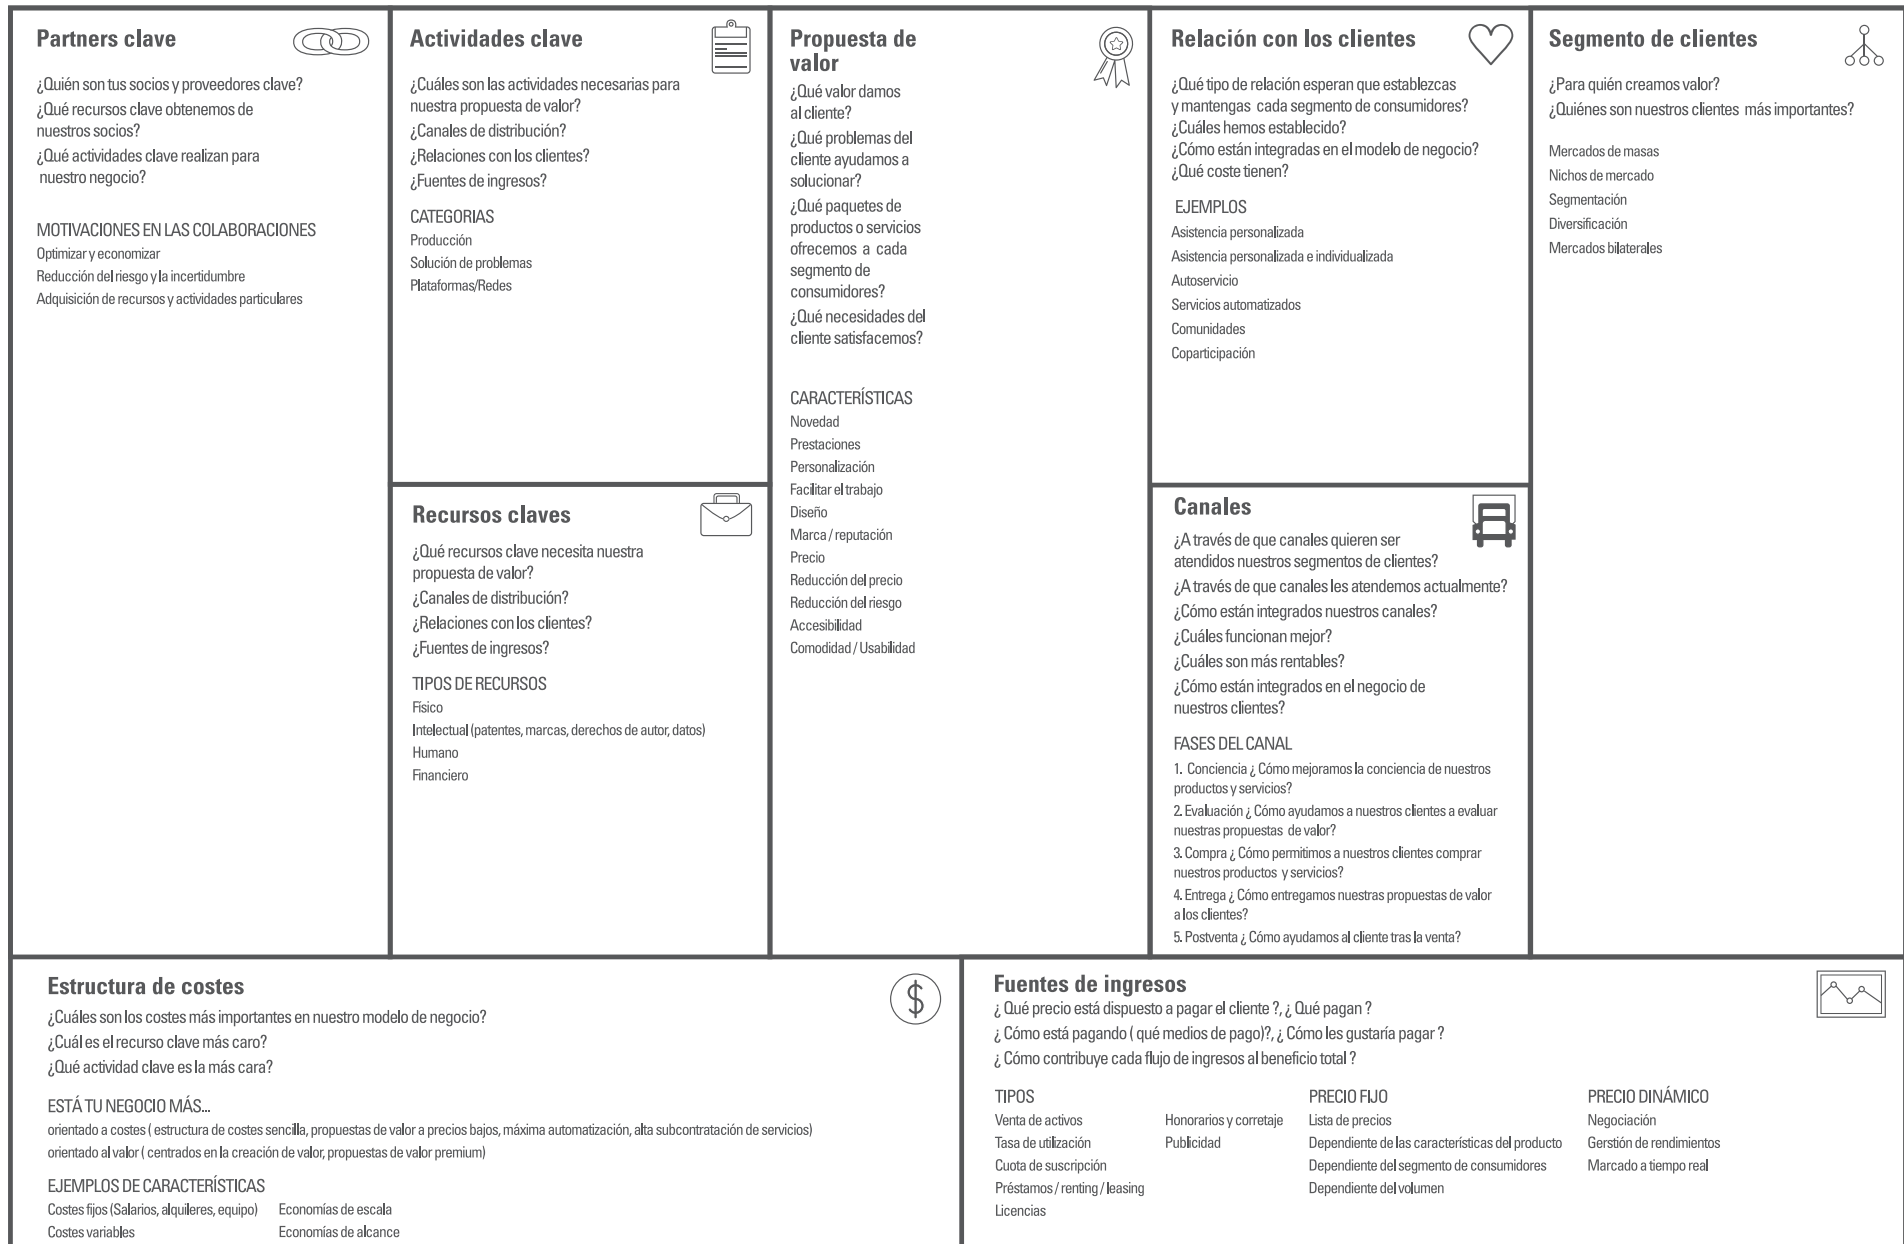 Partners clave
¿Quién son tus socios y proveedores clave?
¿Qué recursos clave obtenemos de
nuestros socios?
¿Qué actividades clave realizan para
nuestro negocio?
MOTIVACIONES EN LAS COLABORACIONES
Optimizar y economizar
Reducción del riesgo y la incertidumbre
Adquisición de recursos y actividades particulares
Actividades clave
¿Cuáles son las actividades necesarias para
nuestra propuesta de valor?
¿Canales de distribución?
¿Relaciones con los clientes?
¿Fuentes de ingresos?
CATEGORIAS
Producción
Solución de problemas
Plataformas/Redes
Recursos claves
¿Qué recursos clave necesita nuestra
propuesta de valor?
¿Canales de distribución?
¿Relaciones con los clientes?
¿Fuentes de ingresos?
TIPOS DE RECURSOS
Físico
Intelectual (patentes, marcas, derechos de autor, datos)
Humano
Financiero
Propuesta de
valor
¿Qué valor damos
al cliente?
¿Qué problemas del
cliente ayudamos a
solucionar?
¿Qué paquetes de
productos o servicios
ofrecemos a cada
segmento de
consumidores?
¿Qué necesidades del
cliente satisfacemos?
CARACTERÍSTICAS
Novedad
Prestaciones
Personalización
Facilitar el trabajo
Diseño
Marca / reputación
Precio
Reducción del precio
Reducción del riesgo
Accesibilidad
Comodidad / Usabilidad
Relación con los clientes
¿Qué tipo de relación esperan que establezcas
y mantengas cada segmento de consumidores?
¿Cuáles hemos establecido?
¿Cómo están integradas en el modelo de negocio?
¿Qué coste tienen?
EJEMPLOS
Asistencia personalizada
Asistencia personalizada e individualizada
Autoservicio
Servicios automatizados
Comunidades
Coparticipación
Canales
¿A través de que canales quieren ser
atendidos nuestros segmentos de clientes?
¿A través de que canales les atendemos actualmente?
¿Cómo están integrados nuestros canales?
¿Cuáles funcionan mejor?
¿Cuáles son más rentables?
¿Cómo están integrados en el negocio de
nuestros clientes?
FASES DEL CANAL
1. Conciencia ¿ Cómo mejoramos la conciencia de nuestros
productos y servicios?
2. Evaluación ¿ Cómo ayudamos a nuestros clientes a evaluar
nuestras propuestas de valor?
3. Compra ¿ Cómo permitimos a nuestros clientes comprar
nuestros productos y servicios?
4. Entrega ¿ Cómo entregamos nuestras propuestas de valor
a los clientes?
5. Postventa ¿ Cómo ayudamos al cliente tras la venta?
Segmento de clientes
¿Para quién creamos valor?
¿Quiénes son nuestros clientes más importantes?
Mercados de masas
Nichos de mercado
Segmentación
Diversificación
Mercados bilaterales
Estructura de costes
¿Cuáles son los costes más importantes en nuestro modelo de negocio?
¿Cuál es el recurso clave más caro?
¿Qué actividad clave es la más cara?
ESTÁ TU NEGOCIO MÁS...
orientado a costes ( estructura de costes sencilla, propuestas de valor a precios bajos, máxima automatización, alta subcontratación de servicios)
orientado al valor ( centrados en la creación de valor, propuestas de valor premium)
EJEMPLOS DE CARACTERÍSTICAS
Costes fijos (Salarios, alquileres, equipo)
Costes variables
Economías de escala
Economías de alcance
$
Fuentes de ingresos
¿ Qué precio está dispuesto a pagar el cliente ?, ¿ Qué pagan ?
¿ Cómo está pagando ( qué medios de pago)?, ¿ Cómo les gustaría pagar ?
¿ Cómo contribuye cada flujo de ingresos al beneficio total ?
TIPOS
Venta de activos
Tasa de utilización
Cuota de suscripción
Préstamos / renting / leasing
Licencias
Honorarios y corretaje
Publicidad
PRECIO FIJO
Lista de precios
Dependiente de las características del producto
Dependiente del segmento de consumidores
Dependiente del volumen
PRECIO DINÁMICO
Negociación
Gerstión de rendimientos
Marcado a tiempo real